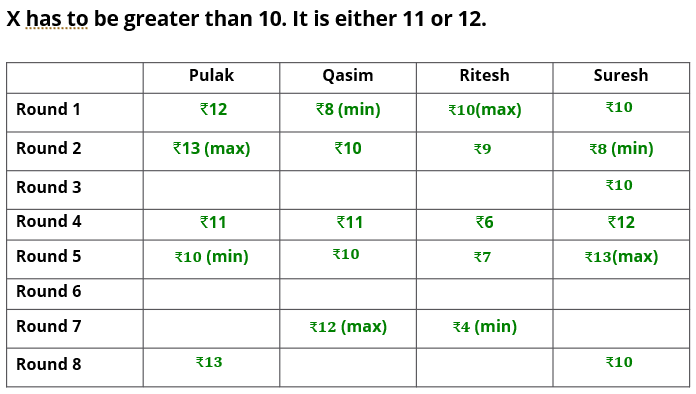 X has to be greater than 10. It is either 11 or 12.
Pulak Qasim Ritesh Suresh
Round 1 ₹12 ₹8 (min) ₹10(max) ₹10
Round 2 ₹13 (max) ₹10 ₹9 ₹8 (min)
Round 3 ₹10
Round 4 ₹11 ₹11 ₹6 ₹12
Round 5 ₹10 (min) ₹10 ₹7 ₹13(max)
Round 6
Round 7 ₹12 (max) ₹4 (min)
Round 8 ₹13 ₹10